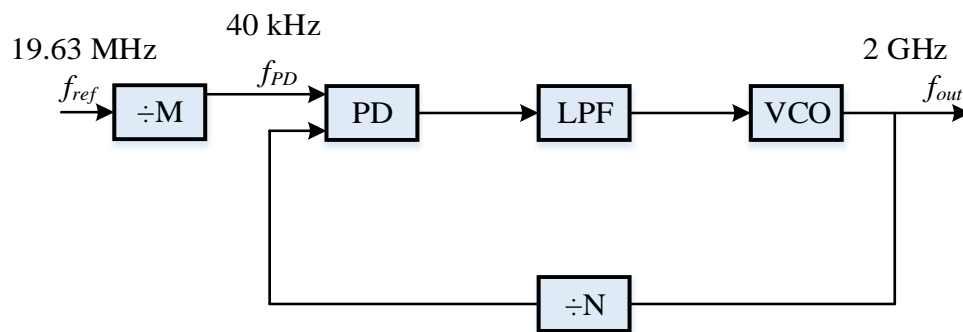 19.63 MHz
40 kHz
2 GHz
fref
fPD
fout
÷M
PD
LPF
VCO
÷N